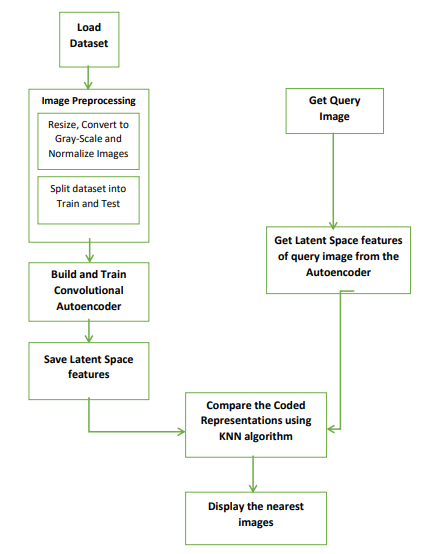 Load
Dataset
Image Preprocessing
Resize, Convert to
Gray-Scale and
Normalize Images
Split dataset into
Train and Test
Build and Train
Convolutional
Autoencoder
Save Latent Space
features
Get Query
Image
Get Latent Space features
of query image from the
Autoencoder
Compare the Coded
Representations using
KNN algorithm
Display the nearest
images